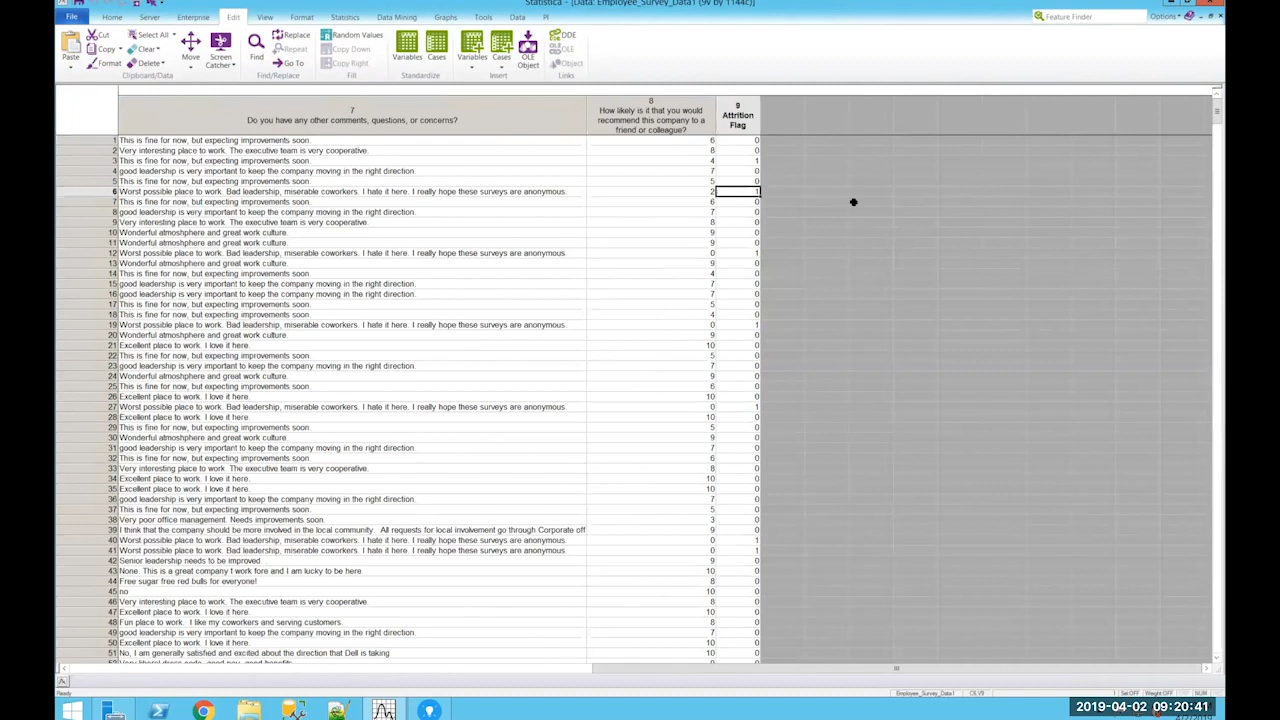 Statistica - [Data: Employee_Survey_Data1 (9v by 1144c)]
File Home Server Enterprise Edit View Format Statistics Data Mining Graphs Tools Data PI Feature Finder Options
Paste Cut Copy Format Select All Clear Delete Move Screen Catcher Find Replace Repeat Go To Random Values Copy Down Copy Right Variables Cases Variables Cases OLE Object DDE OLE Object
Clipboard/Data Find/Replace Fill Standardize Insert Links
7 Do you have any other comments, questions, or concerns? 8 How likely is it that you would recommend this company to a friend or colleague? 9 Attrition Flag
1 This is fine for now, but expecting improvements soon. 6 0
2 Very interesting place to work. The executive team is very cooperative. 8 0
3 This is fine for now, but expecting improvements soon. 4 1
4 good leadership is very important to keep the company moving in the right direction. 7 0
5 This is fine for now, but expecting improvements soon. 5 0
6 Worst possible place to work. Bad leadership, miserable coworkers. I hate it here. I really hope these surveys are anonymous. 2 1
7 This is fine for now, but expecting improvements soon. 6 0
8 good leadership is very important to keep the company moving in the right direction. 7 0
9 Very interesting place to work. The executive team is very cooperative. 8 0
10 Wonderful atmoshphere and great work culture. 9 0
11 Wonderful atmoshphere and great work culture. 9 0
12 Worst possible place to work. Bad leadership, miserable coworkers. I hate it here. I really hope these surveys are anonymous. 0 1
13 Wonderful atmoshphere and great work culture. 9 0
14 This is fine for now, but expecting improvements soon. 4 0
15 good leadership is very important to keep the company moving in the right direction. 7 0
16 good leadership is very important to keep the company moving in the right direction. 7 0
17 This is fine for now, but expecting improvements soon. 5 0
18 This is fine for now, but expecting improvements soon. 4 0
19 Worst possible place to work. Bad leadership, miserable coworkers. I hate it here. I really hope these surveys are anonymous. 0 1
20 Wonderful atmoshphere and great work culture. 9 0
21 Excellent place to work. I love it here. 10 0
22 This is fine for now, but expecting improvements soon. 5 0
23 good leadership is very important to keep the company moving in the right direction. 7 0
24 Wonderful atmoshphere and great work culture. 9 0
25 This is fine for now, but expecting improvements soon. 6 0
26 Excellent place to work. I love it here. 10 0
27 Worst possible place to work. Bad leadership, miserable coworkers. I hate it here. I really hope these surveys are anonymous. 0 1
28 Excellent place to work. I love it here. 10 0
29 This is fine for now, but expecting improvements soon. 5 0
30 Wonderful atmoshphere and great work culture. 9 0
31 good leadership is very important to keep the company moving in the right direction. 7 0
32 This is fine for now, but expecting improvements soon. 6 0
33 Very interesting place to work. The executive team is very cooperative. 8 0
34 Excellent place to work. I love it here. 10 0
35 Excellent place to work. I love it here. 10 0
36 good leadership is very important to keep the company moving in the right direction. 7 0
37 This is fine for now, but expecting improvements soon. 5 0
38 Very poor office management. Needs improvements soon. 3 0
39 I think that the company should be more involved in the local community. All requests for local involvement go through Corporate off 9 0
40 Worst possible place to work. Bad leadership, miserable coworkers. I hate it here. I really hope these surveys are anonymous. 0 1
41 Worst possible place to work. Bad leadership, miserable coworkers. I hate it here. I really hope these surveys are anonymous. 0 1
42 Senior leadership needs to be improved. 9 0
43 None. This is a great company t work fore and I am lucky to be here. 10 0
44 Free sugar free red bulls for everyone! 8 0
45 no 10 0
46 Very interesting place to work. The executive team is very cooperative. 8 0
47 Excellent place to work. I love it here. 10 0
48 Fun place to work. I like my coworkers and serving customers. 8 0
49 good leadership is very important to keep the company moving in the right direction. 7 0
50 Excellent place to work. I love it here. 10 0
51 No, I am generally satisfied and excited about the direction that Dell is taking 10 0
Ready Employee_Survey_Data1 C6,V9 1 Sel:OFF Weight:OFF NUM
2019-04-02 09:20:41